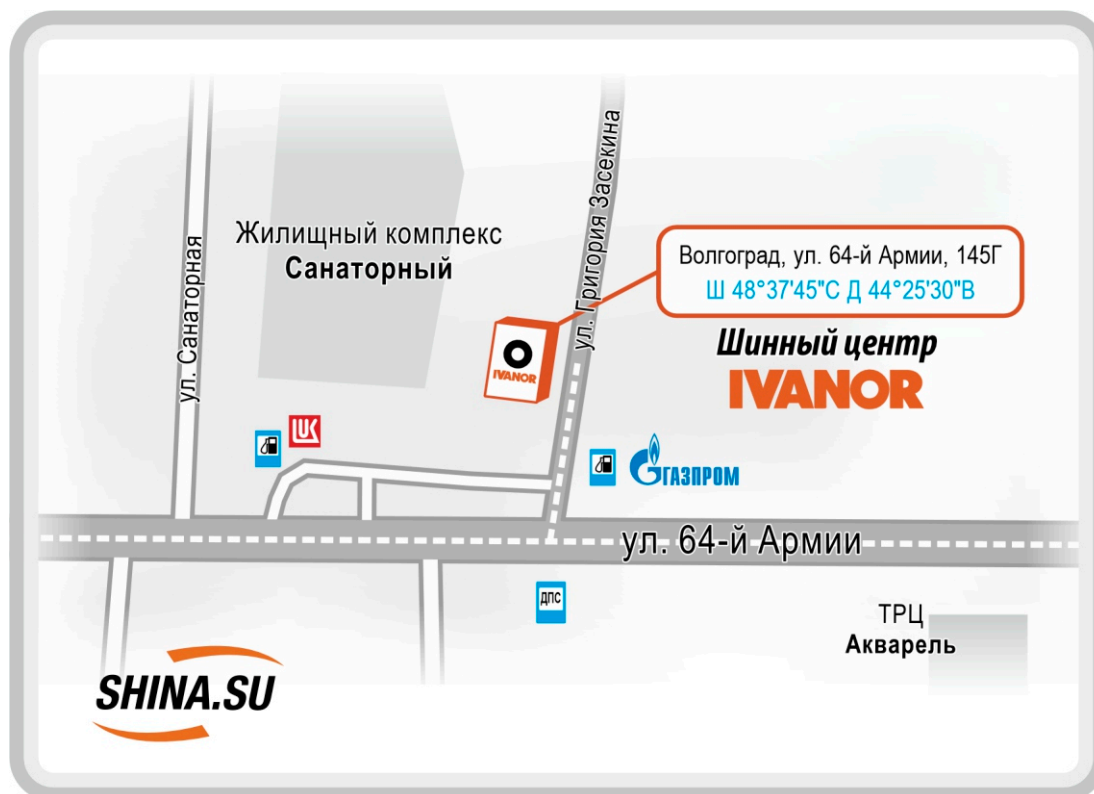 ул. Санаторная
Жилищный комплекс
Санаторный
ул. Григория Засекина
Волгоград, ул. 64-й Армии, 145Г
Ш 48°37'45"С Д 44°25'30"В
Шинный центр
IVANOR
IVANOR
LUK
ГАЗПРОМ
ул. 64-й Армии
ДПС
ТРЦ
Акварель
SHINA.SU